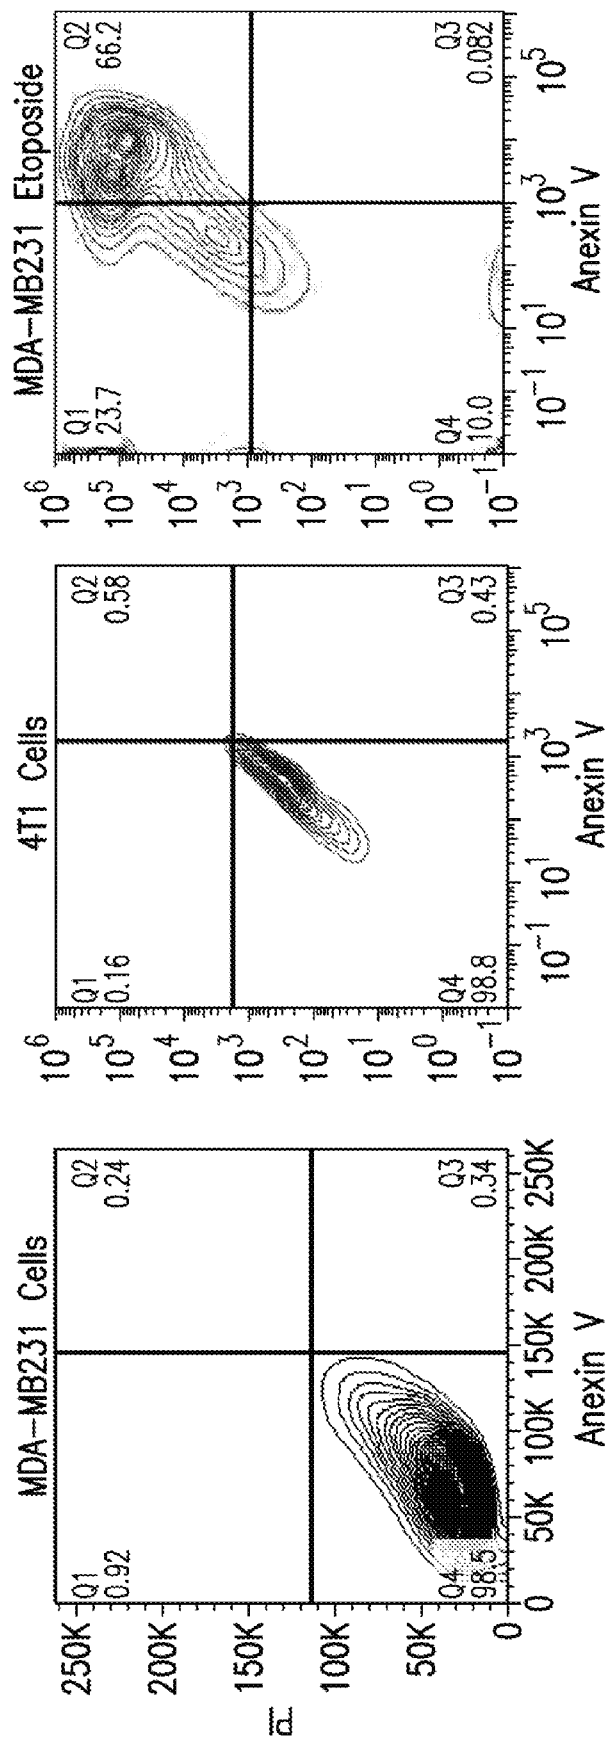 MDA-MB231 Cells
Q1
0.92
Q2
0.24
Q4
98.5
Q3
0.34
250K
200K
150K
100K
50K
0
PI
0 50K 100K 150K 200K 250K
Anexin V
4T1 Cells
Q1
0.16
Q2
0.58
Q4
98.8
Q3
0.43
10^6
10^5
10^4
10^3
10^2
10^1
10^0
10^-1
10^-1 10^1 10^3 10^5
Anexin V
MDA-MB231 Etoposide
Q1
23.7
Q2
66.2
Q4
10.0
Q3
0.082
10^6
10^5
10^4
10^3
10^2
10^1
10^0
10^-1
10^-1 10^1 10^3 10^5
Anexin V